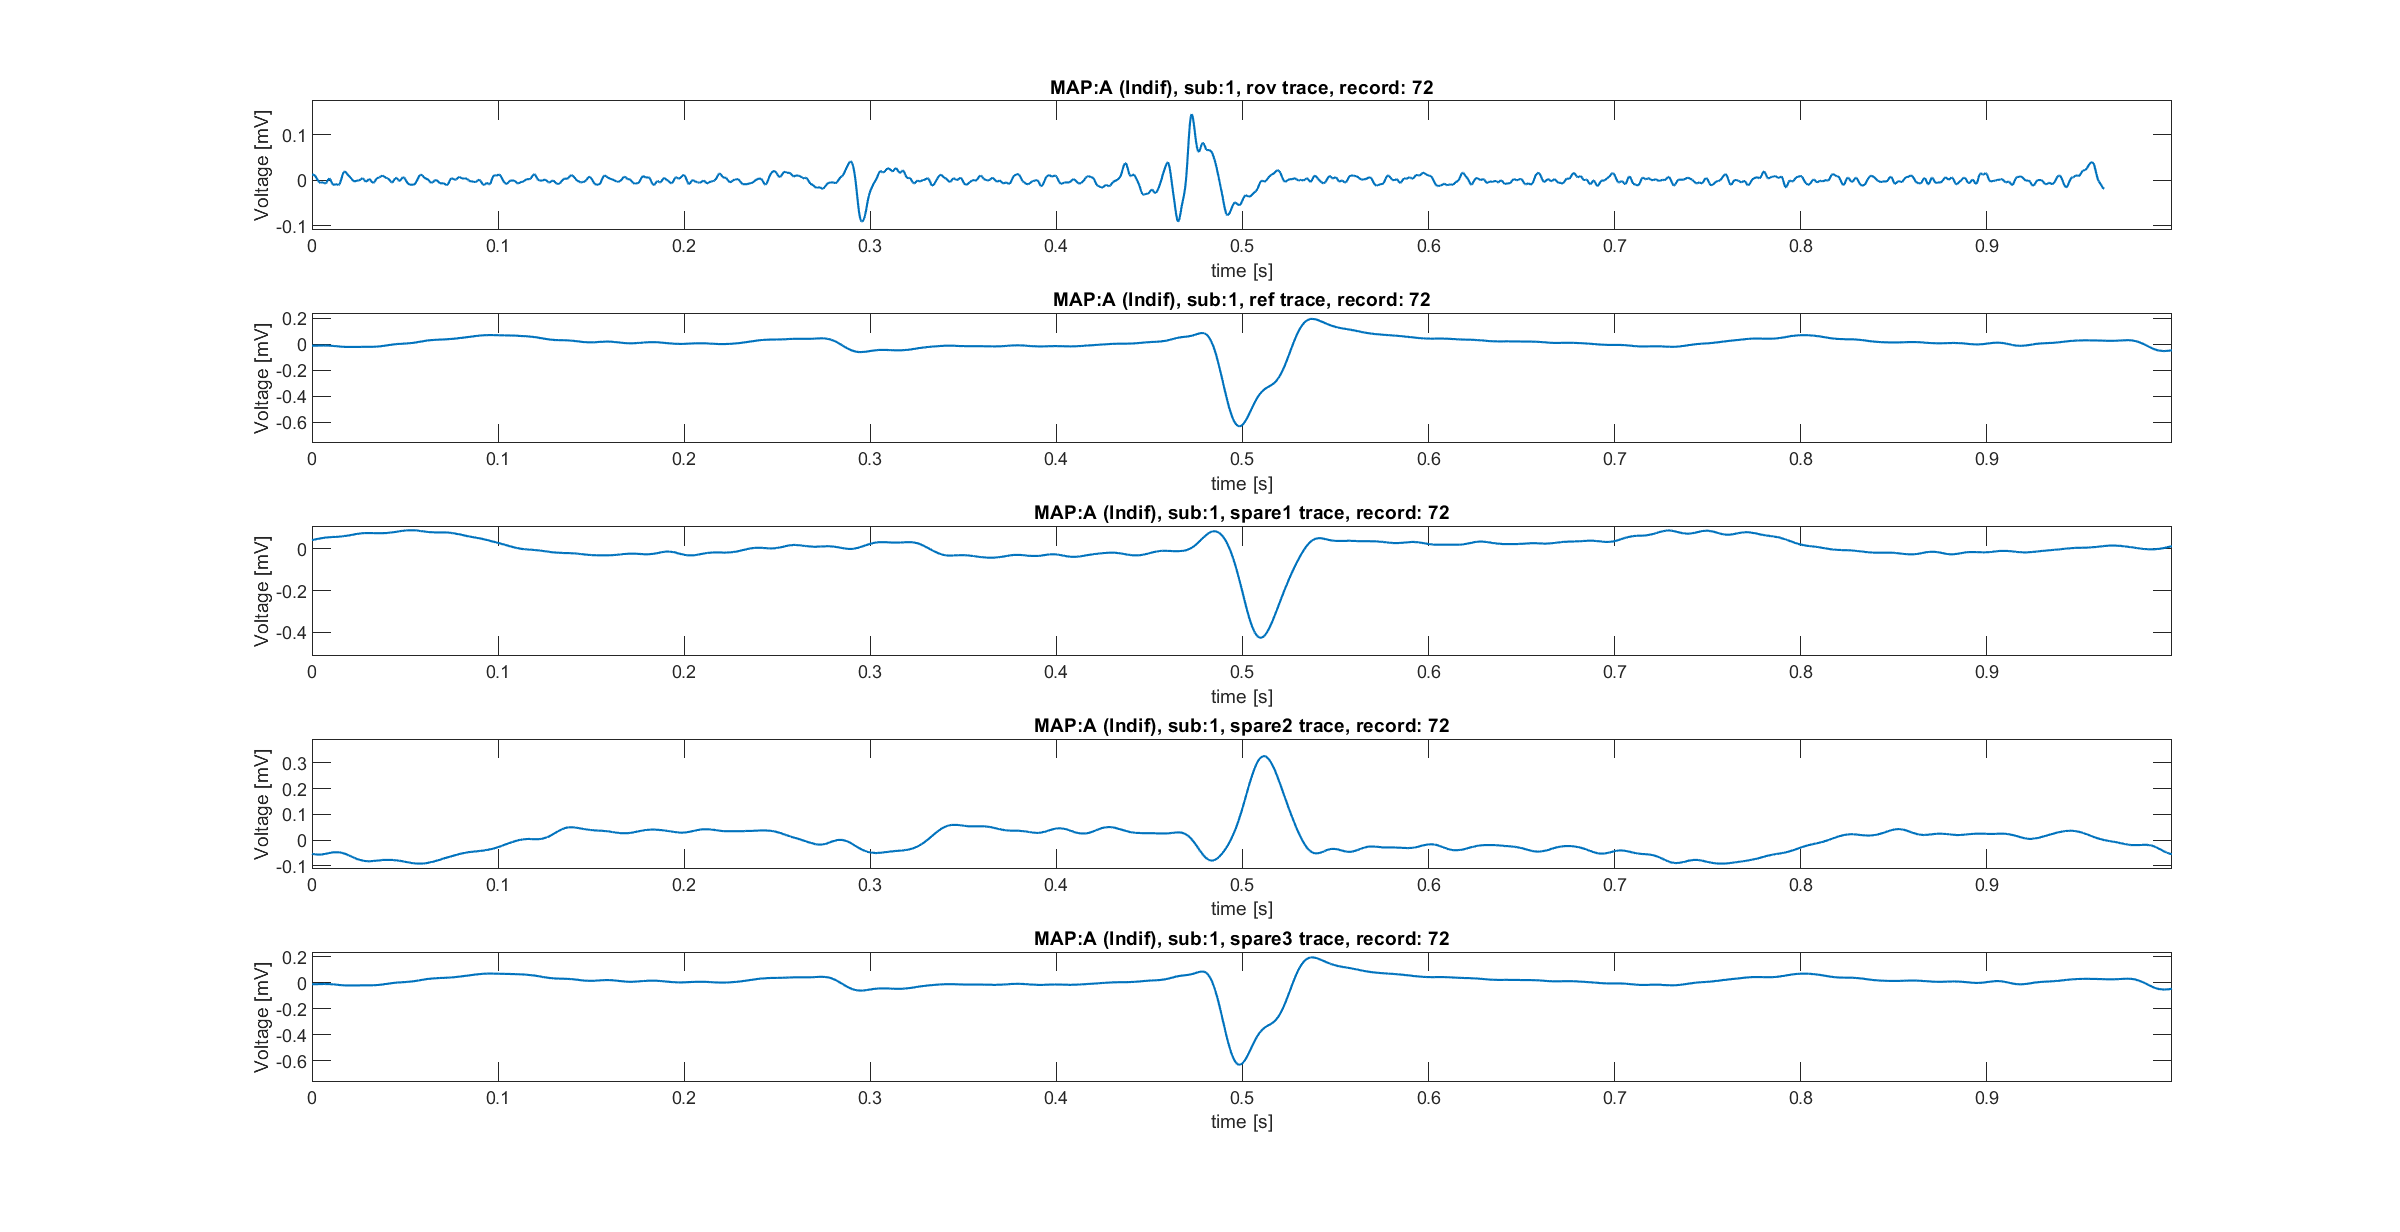 MAP:A (Indif), sub:1, rov trace, record: 72
Voltage [mV]
0.1
0
-0.1
0 0.1 0.2 0.3 0.4 0.5 0.6 0.7 0.8 0.9
time [s]
MAP:A (Indif), sub:1, ref trace, record: 72
Voltage [mV]
0.2
0
-0.2
-0.4
-0.6
0 0.1 0.2 0.3 0.4 0.5 0.6 0.7 0.8 0.9
time [s]
MAP:A (Indif), sub:1, spare1 trace, record: 72
Voltage [mV]
0
-0.2
-0.4
0 0.1 0.2 0.3 0.4 0.5 0.6 0.7 0.8 0.9
time [s]
MAP:A (Indif), sub:1, spare2 trace, record: 72
Voltage [mV]
0.3
0.2
0.1
0
-0.1
0 0.1 0.2 0.3 0.4 0.5 0.6 0.7 0.8 0.9
time [s]
MAP:A (Indif), sub:1, spare3 trace, record: 72
Voltage [mV]
0.2
0
-0.2
-0.4
-0.6
0 0.1 0.2 0.3 0.4 0.5 0.6 0.7 0.8 0.9
time [s]